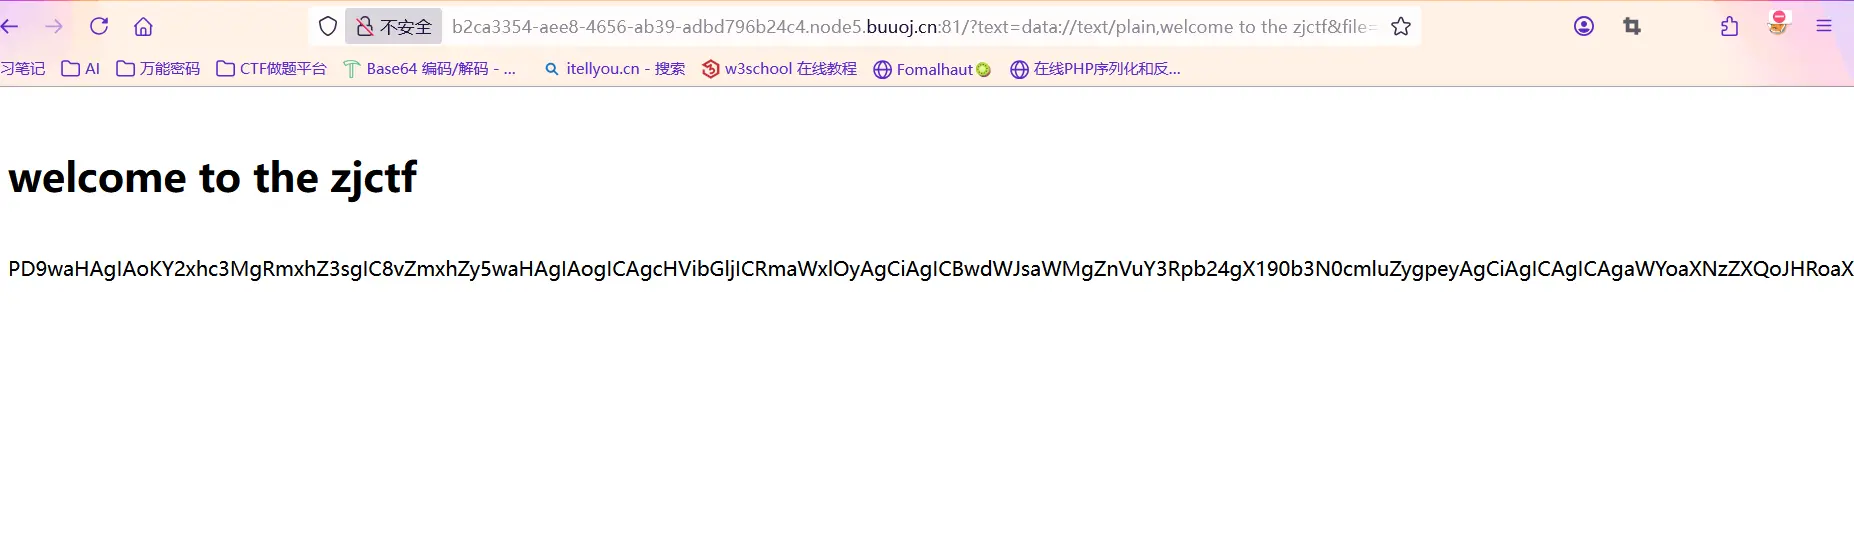 不安全 b2ca3354-aee8-4656-ab39-adbd796b24c4.node5.buuoj.cn:81/?text=data://text/plain,welcome to the zjctf&file=
习笔记 AI 万能密码 CTF做题平台 Base64 编码/解码 - ... itellyou.cn - 搜索 w3school 在线教程 Fomalhaut🥝 在线PHP序列化和反...
welcome to the zjctf
PD9waHAgIAoKY2xhc3MgRmxhZ3sgIC8vZmxhZy5waHAgIAogICAgcHVibGljICRmaWxlOyAgCiAgICBwdWJsaWMgZnVuY3Rpb24gX190b3N0cmluZygpeyAgCiAgICAgICAgaWYoaXNzZXQoJHRoaX